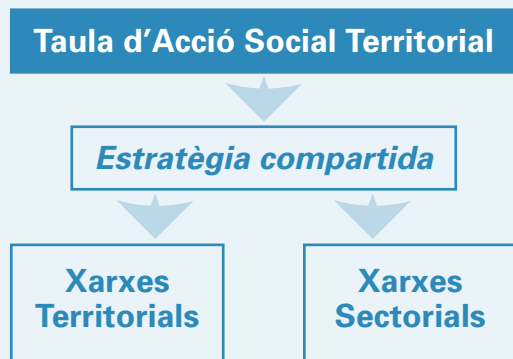 Taula d’Acció Social Territorial
Estratègia compartida
Xarxes
Territorials
Xarxes
Sectorials